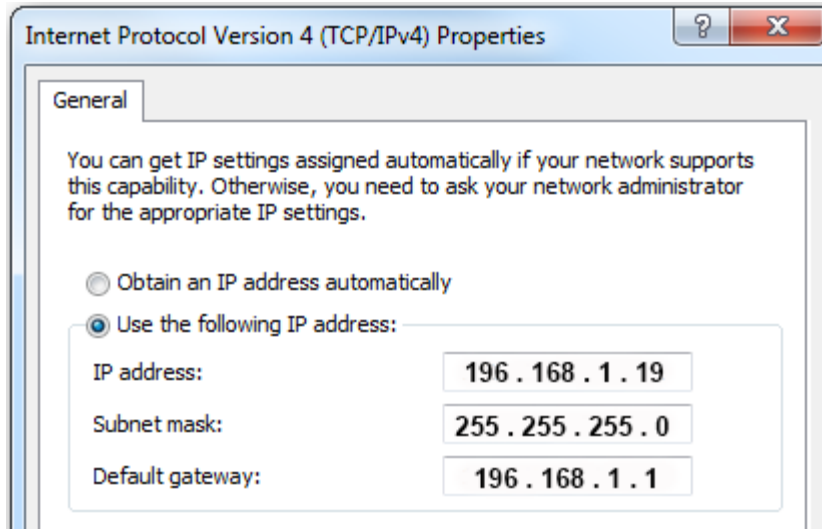 Internet Protocol Version 4 (TCP/IPv4) Properties
?
X
General
You can get IP settings assigned automatically if your network supports
this capability. Otherwise, you need to ask your network administrator
for the appropriate IP settings.
Obtain an IP address automatically
Use the following IP address:
IP address: 196 . 168 . 1 . 19
Subnet mask: 255 . 255 . 255 . 0
Default gateway: 196 . 168 . 1 . 1